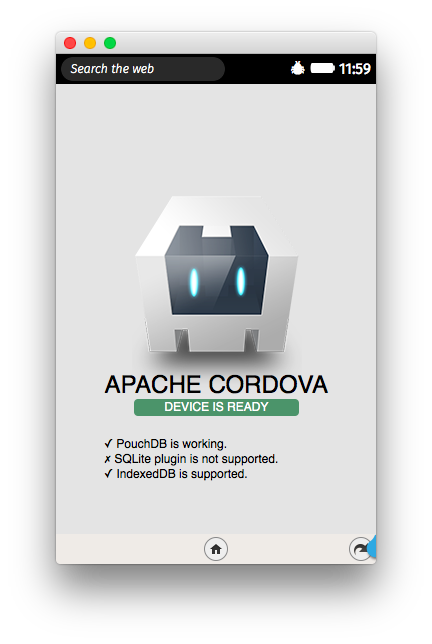 Search the web
11:59
APACHE CORDOVA
DEVICE IS READY
✓ PouchDB is working.
✗ SQLite plugin is not supported.
✓ IndexedDB is supported.